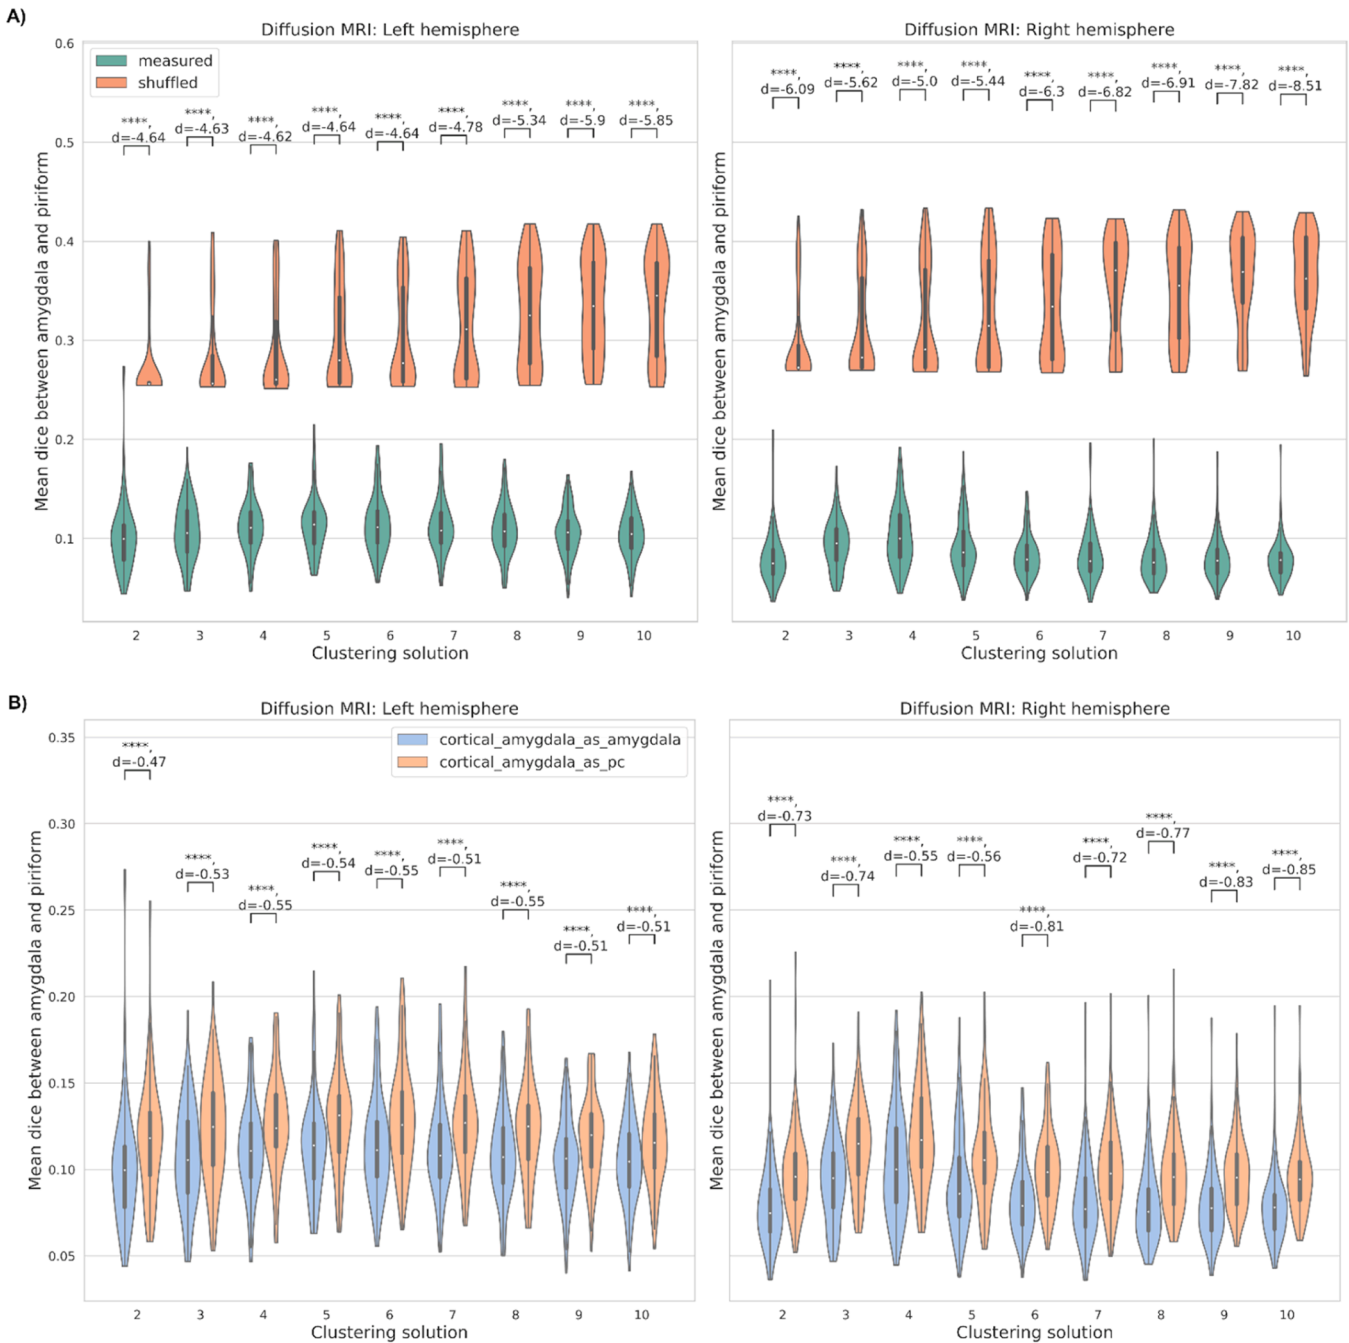 A)
Diffusion MRI: Left hemisphere
Diffusion MRI: Right hemisphere
Mean dice between amygdala and piriform
0.6
0.5
0.4
0.3
0.2
0.1
measured
shuffled
****,
d=-4.64
****,
d=-4.63
****,
d=-4.62
****,
d=-4.64
****,
d=-4.64
****,
d=-4.78
****,
d=-5.34
****,
d=-5.9
****,
d=-5.85
2 3 4 5 6 7 8 9 10
Clustering solution
Mean dice between amygdala and piriform
****,
d=-6.09
****,
d=-5.62
****,
d=-5.0
****,
d=-5.44
****,
d=-6.3
****,
d=-6.82
****,
d=-6.91
****,
d=-7.82
****,
d=-8.51
2 3 4 5 6 7 8 9 10
Clustering solution
B)
Diffusion MRI: Left hemisphere
Diffusion MRI: Right hemisphere
Mean dice between amygdala and piriform
0.35
0.30
0.25
0.20
0.15
0.10
0.05
cortical_amygdala_as_amygdala
cortical_amygdala_as_pc
****,
d=-0.47
****,
d=-0.53
****,
d=-0.55
****,
d=-0.54
****,
d=-0.55
****,
d=-0.51
****,
d=-0.55
****,
d=-0.51
****,
d=-0.51
2 3 4 5 6 7 8 9 10
Clustering solution
Mean dice between amygdala and piriform
****,
d=-0.73
****,
d=-0.74
****,
d=-0.55
****,
d=-0.56
****,
d=-0.81
****,
d=-0.72
****,
d=-0.77
****,
d=-0.83
****,
d=-0.85
2 3 4 5 6 7 8 9 10
Clustering solution